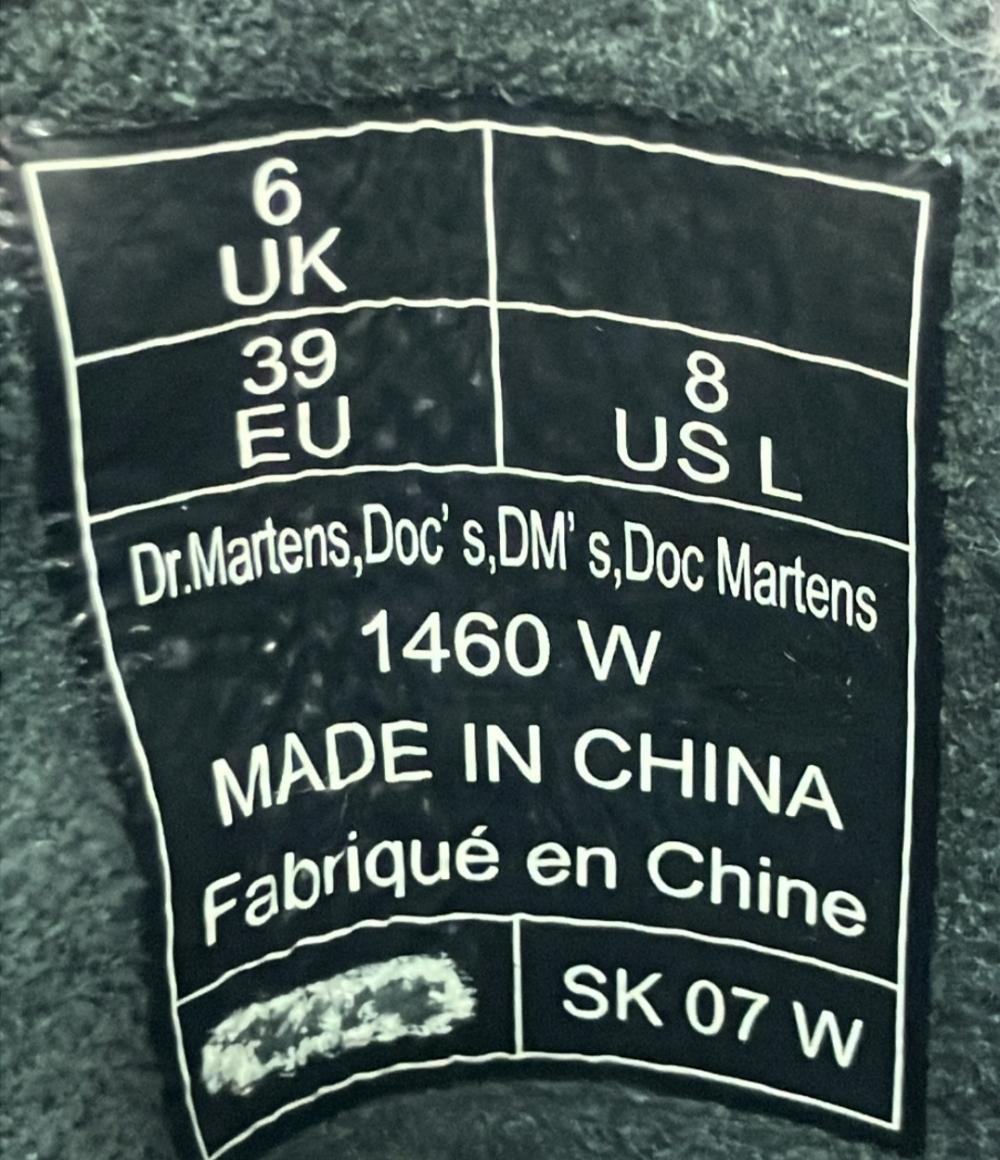 6
UK
39
EU
8
US L
Dr.Martens,Doc's,DM's,Doc Martens
1460 W
MADE IN CHINA
Fabriqué en Chine
SK 07 W